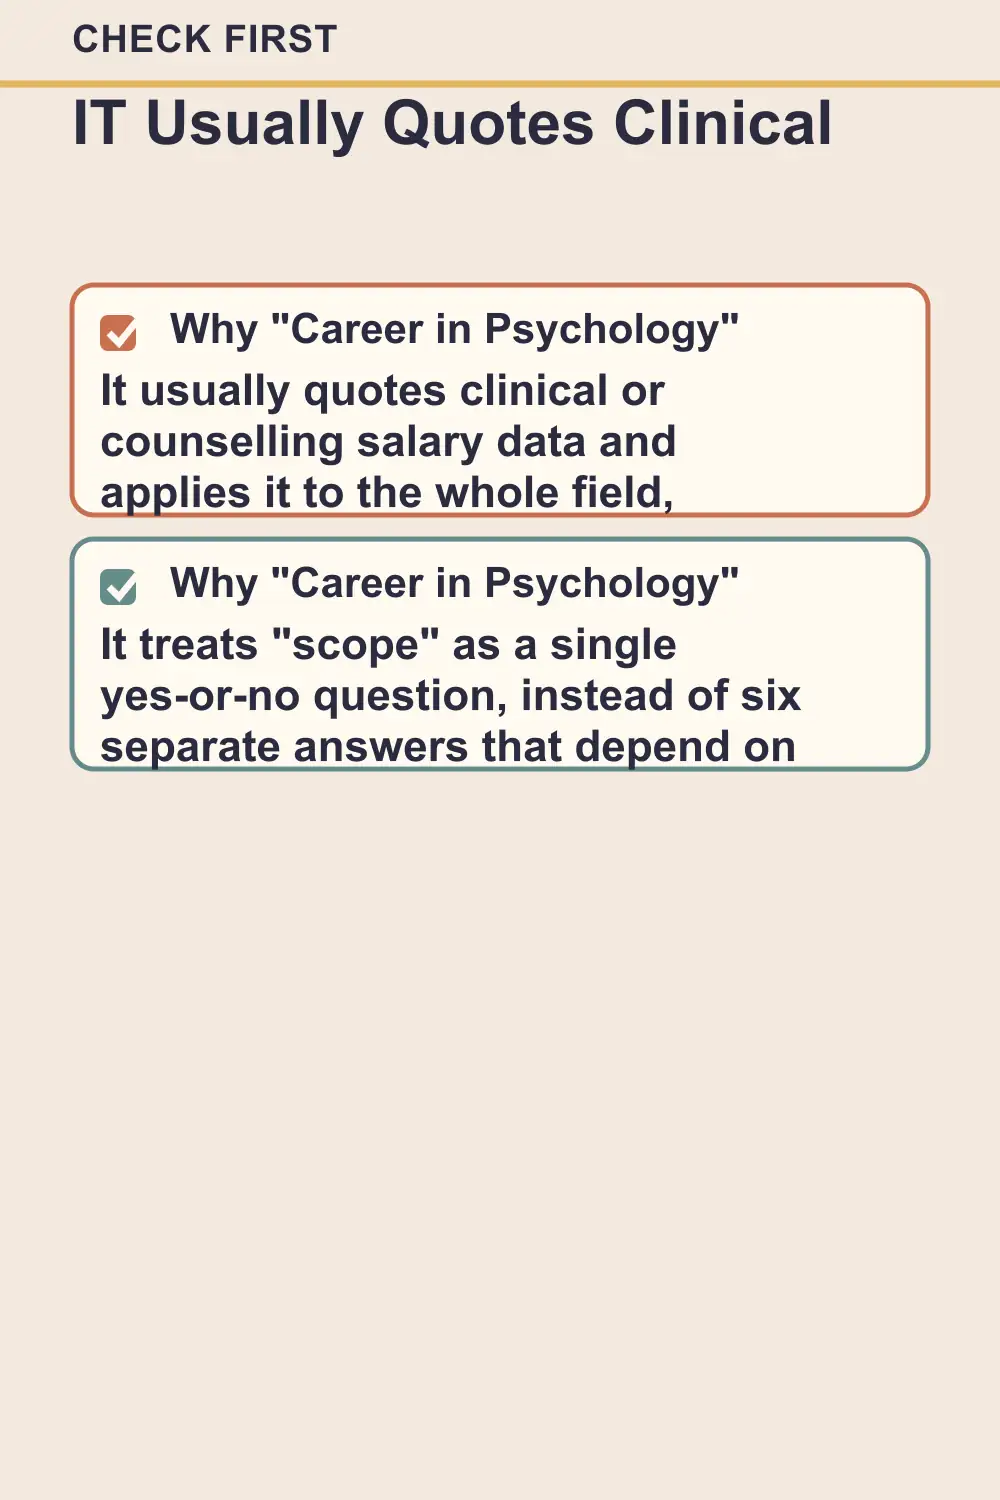 CHECK FIRST
IT Usually Quotes Clinical
Why "Career in Psychology"
It usually quotes clinical or
counselling salary data and
applies it to the whole field,
Why "Career in Psychology"
It treats "scope" as a single
yes-or-no question, instead of six
separate answers that depend on